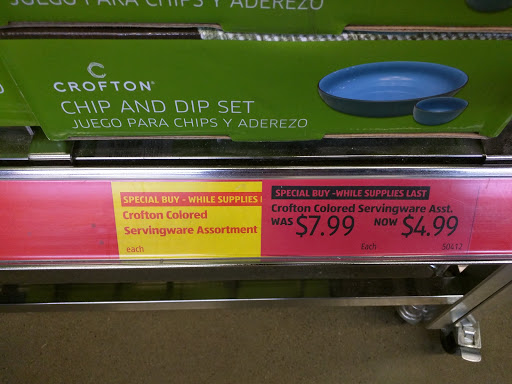 JUEGO PARA CHIPS Y ADEREZO
CROFTON®
CHIP AND DIP SET
JUEGO PARA CHIPS Y ADEREZO
SPECIAL BUY - WHILE SUPPLIES
Crofton Colored
Servingware Assortment
each
SPECIAL BUY -WHILE SUPPLIES LAST
Crofton Colored Servingware Asst.
WAS $7.99 NOW $4.99
Each 50412